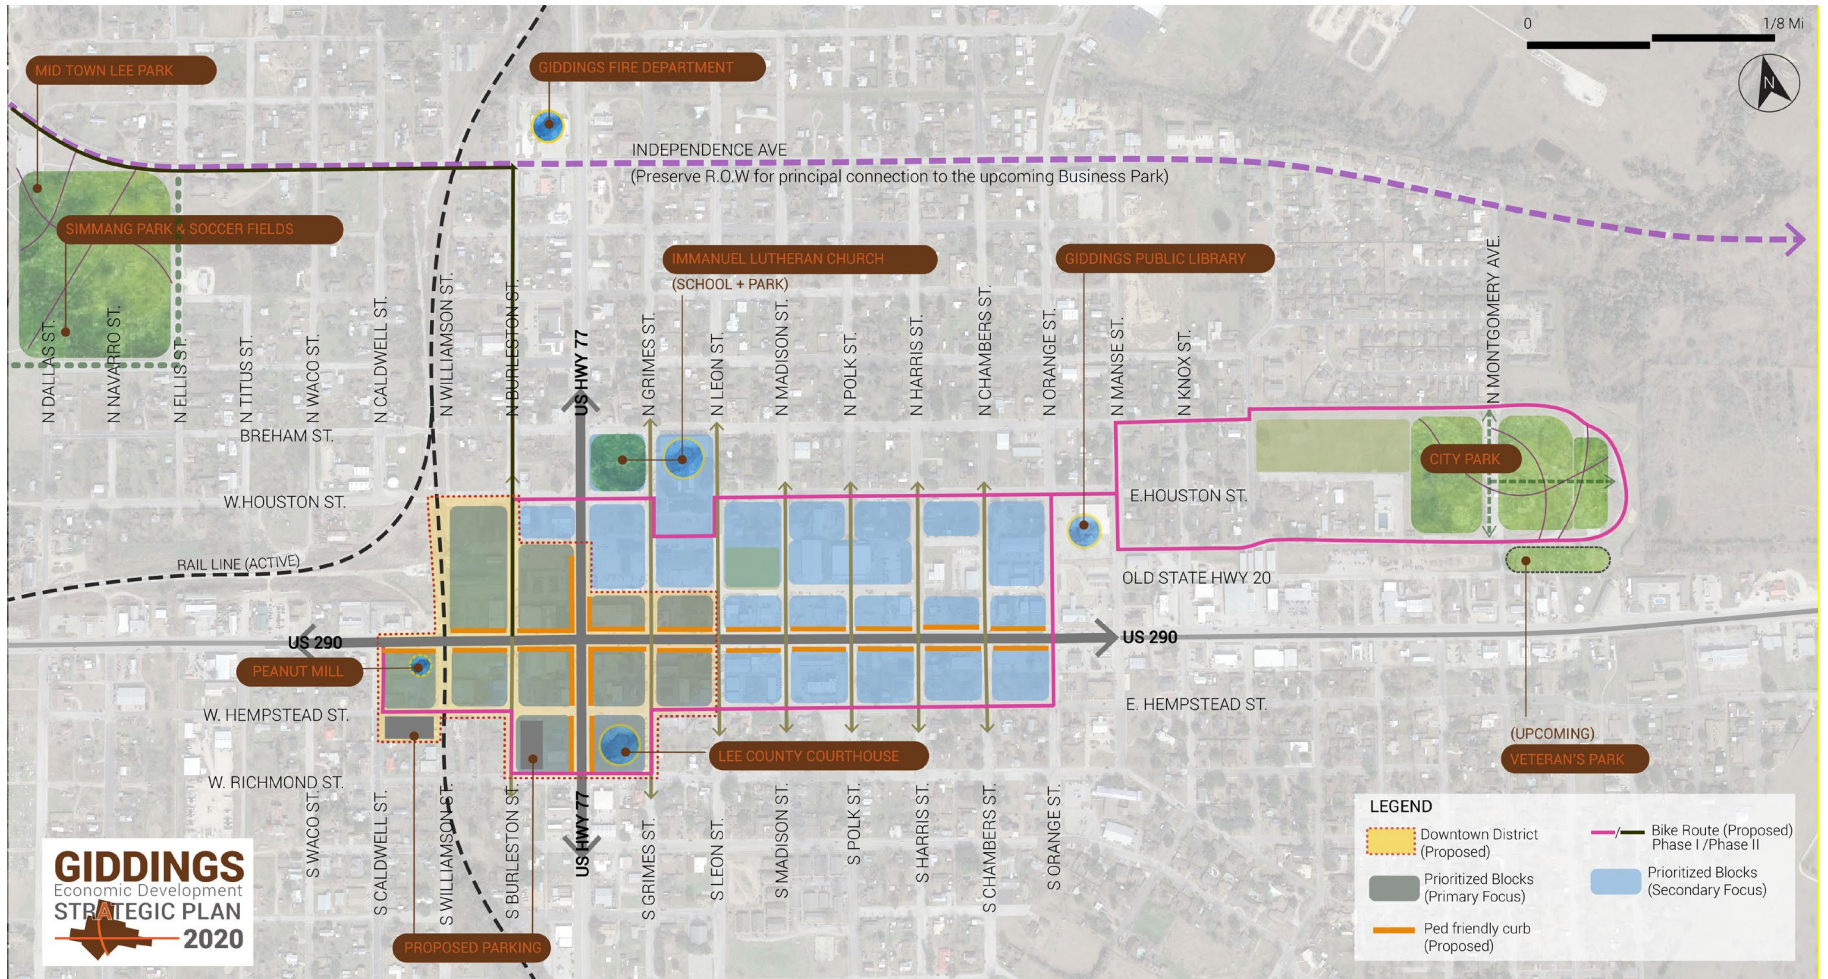 0 1/8 Mi
N
MID TOWN LEE PARK
GIDDINGS FIRE DEPARTMENT
INDEPENDENCE AVE
(Preserve R.O.W for principal connection to the upcoming Business Park)
SIMMANG PARK & SOCCER FIELDS
IMMANUEL LUTHERAN CHURCH
(SCHOOL + PARK)
GIDDINGS PUBLIC LIBRARY
N DALLAS ST.
N NAVARRO ST.
N ELLIS ST.
N TITUS ST.
N WACO ST.
N CALDWELL ST.
N WILLIAMSON ST.
N BURLESTON ST.
US HWY 77
N GRIMES ST.
N LEON ST.
N MADISON ST.
N POLK ST.
N HARRIS ST.
N CHAMBERS ST.
N ORANGE ST.
N MANSE ST.
N KNOX ST.
N MONTGOMERY AVE.
BREHAM ST.
CITY PARK
W.HOUSTON ST.
E.HOUSTON ST.
RAIL LINE (ACTIVE)
OLD STATE HWY 20
US 290
US 290
PEANUT MILL
W. HEMPSTEAD ST.
E. HEMPSTEAD ST.
(UPCOMING)
VETERAN'S PARK
LEE COUNTY COURTHOUSE
W. RICHMOND ST.
S WACO ST.
S CALDWELL ST.
S WILLIAMSON ST.
S BURLESTON ST.
US HWY 77
S GRIMES ST.
S LEON ST.
S MADISON ST.
S POLK ST.
S HARRIS ST.
S CHAMBERS ST.
S ORANGE ST.
PROPOSED PARKING
GIDDINGS
Economic Development
STRATEGIC PLAN
2020
LEGEND
Downtown District
(Proposed)
Prioritized Blocks
(Primary Focus)
Ped friendly curb
(Proposed)
Bike Route (Proposed)
Phase I /Phase II
Prioritized Blocks
(Secondary Focus)